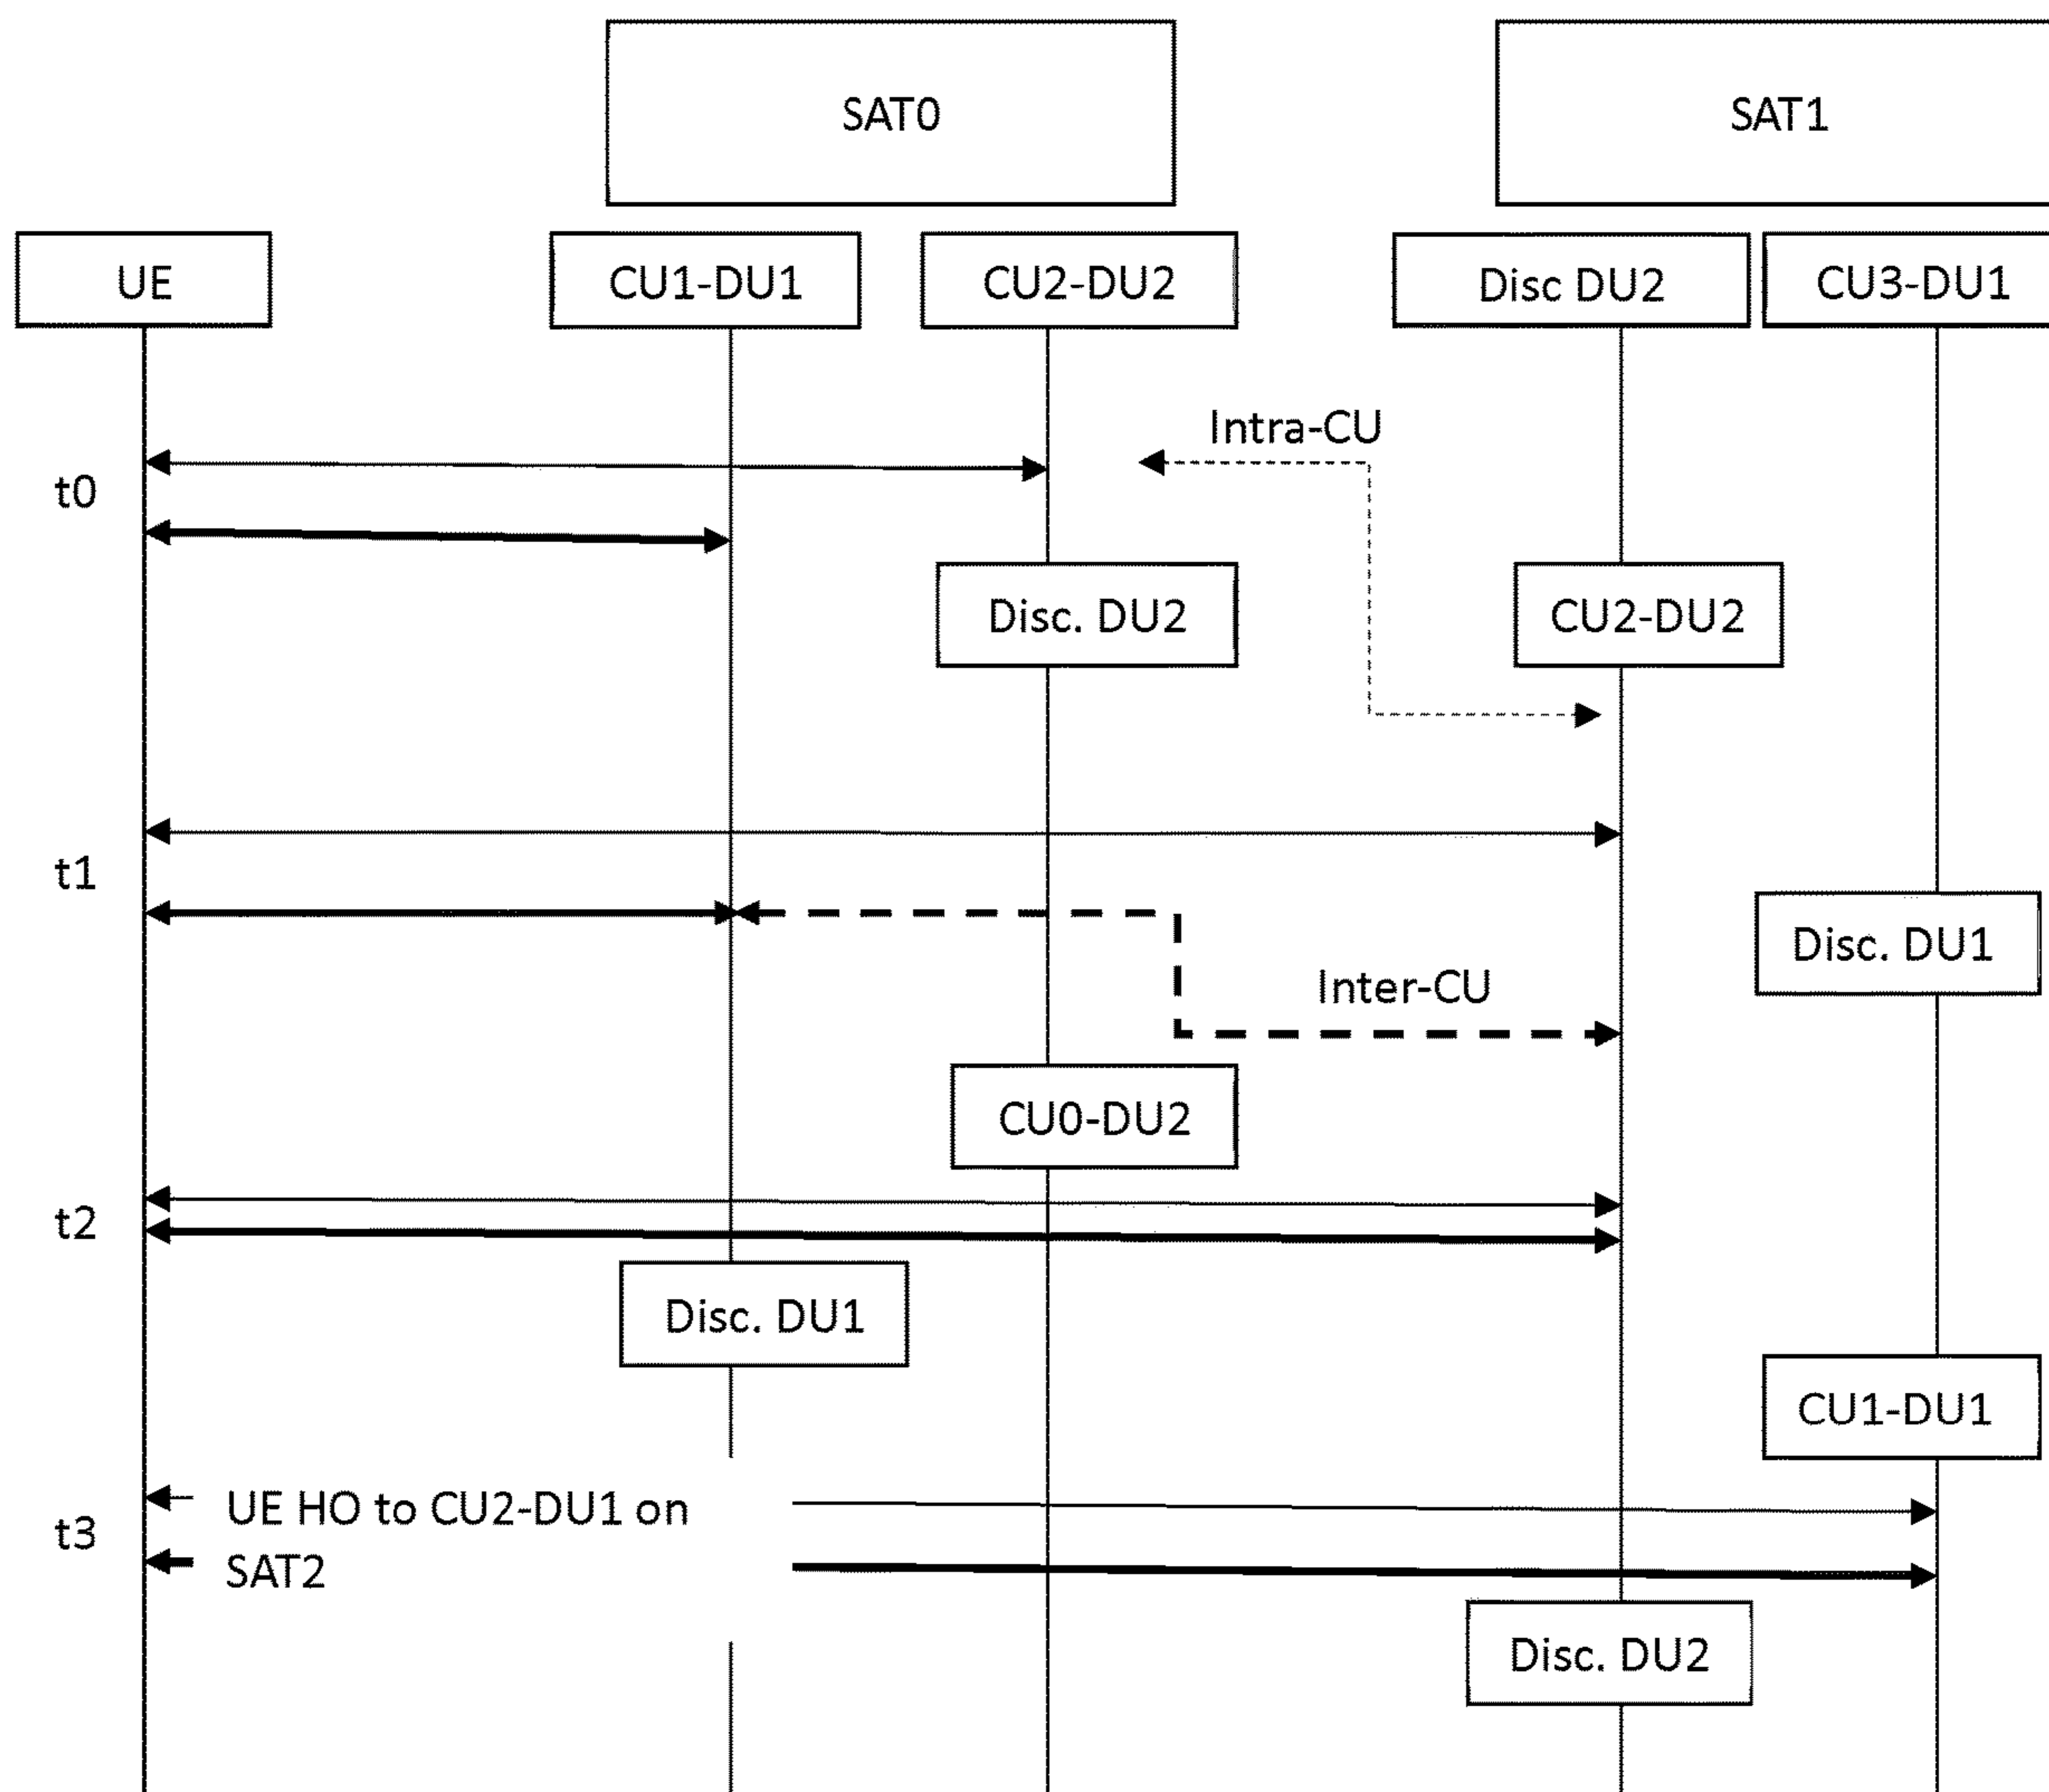 SAT0
SAT1
UE
CU1-DU1
CU2-DU2
Disc DU2
CU3-DU1
Intra-CU
t0
Disc. DU2
CU2-DU2
t1
Disc. DU1
Inter-CU
CU0-DU2
t2
Disc. DU1
CU1-DU1
UE HO to CU2-DU1 on
t3
SAT2
Disc. DU2